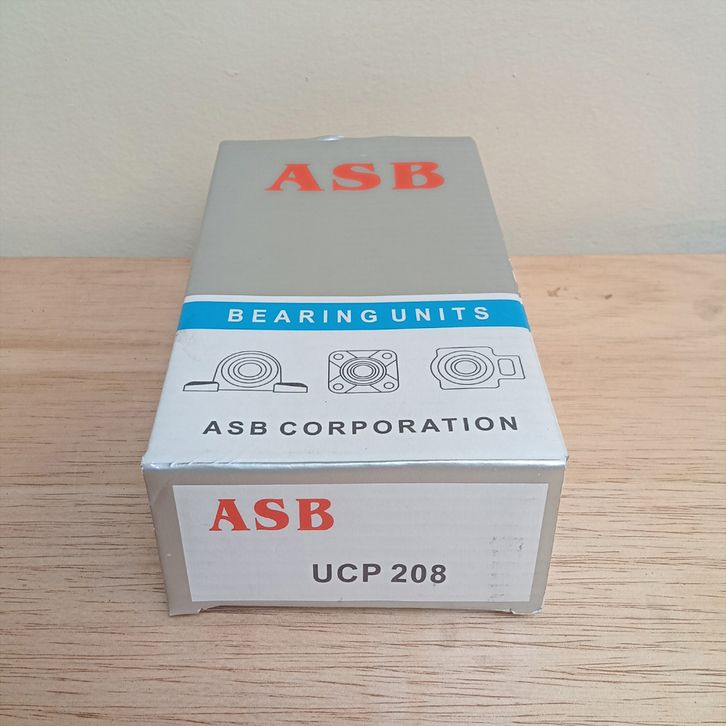 ASB
BEARING UNITS
ASB CORPORATION
ASB
UCP 208